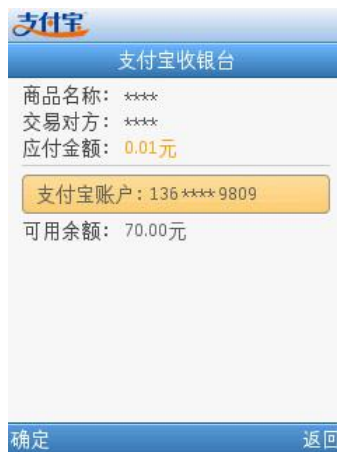 支付宝
支付宝收银台
商品名称：****
交易对方：****
应付金额：0.01元
支付宝账户：136****9809
可用余额：70.00元
确定 返回